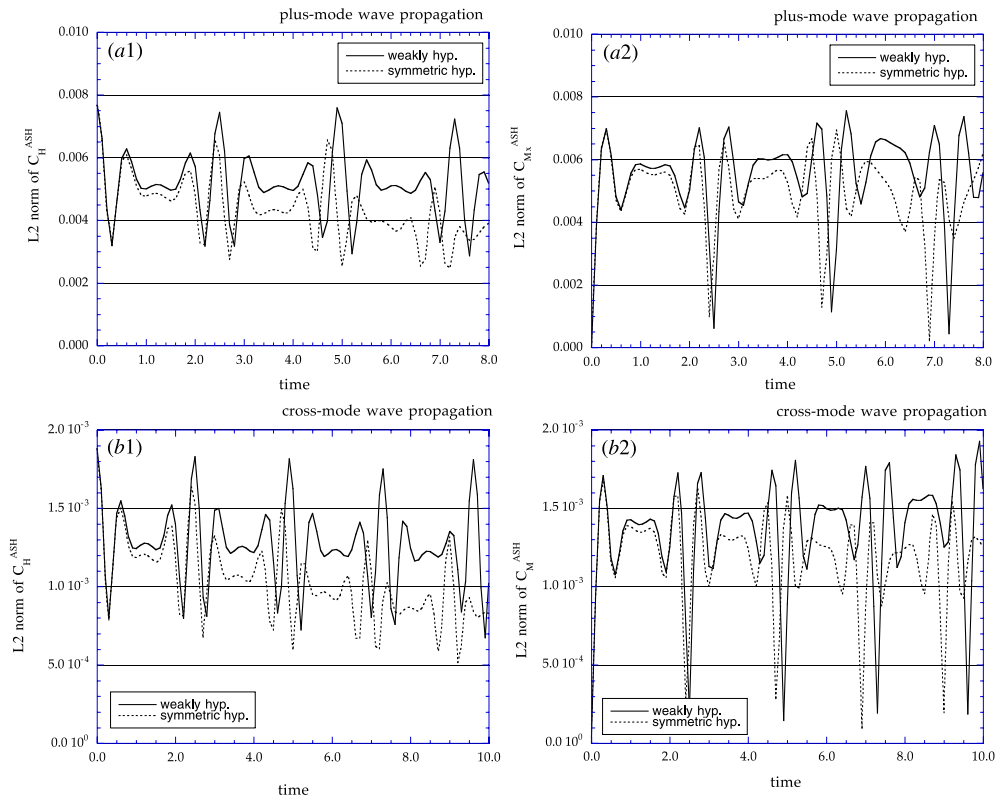 plus-mode wave propagation
(a1)
weakly hyp.
symmetric hyp.
L2 norm of C_H^ASH
0.010
0.008
0.006
0.004
0.002
0.000
0.0 1.0 2.0 3.0 4.0 5.0 6.0 7.0 8.0
time
plus-mode wave propagation
(a2)
weakly hyp.
symmetric hyp.
L2 norm of C_Mx^ASH
0.010
0.008
0.006
0.004
0.002
0.000
0.0 1.0 2.0 3.0 4.0 5.0 6.0 7.0 8.0
time
cross-mode wave propagation
(b1)
L2 norm of C_H^ASH
2.0 10^-3
1.5 10^-3
1.0 10^-3
5.0 10^-4
0.0 10^0
weakly hyp.
symmetric hyp.
0.0 2.0 4.0 6.0 8.0 10.0
time
cross-mode wave propagation
(b2)
L2 norm of C_M^ASH
2.0 10^-3
1.5 10^-3
1.0 10^-3
5.0 10^-4
0.0 10^0
weakly hyp.
symmetric hyp.
0.0 2.0 4.0 6.0 8.0 10.0
time